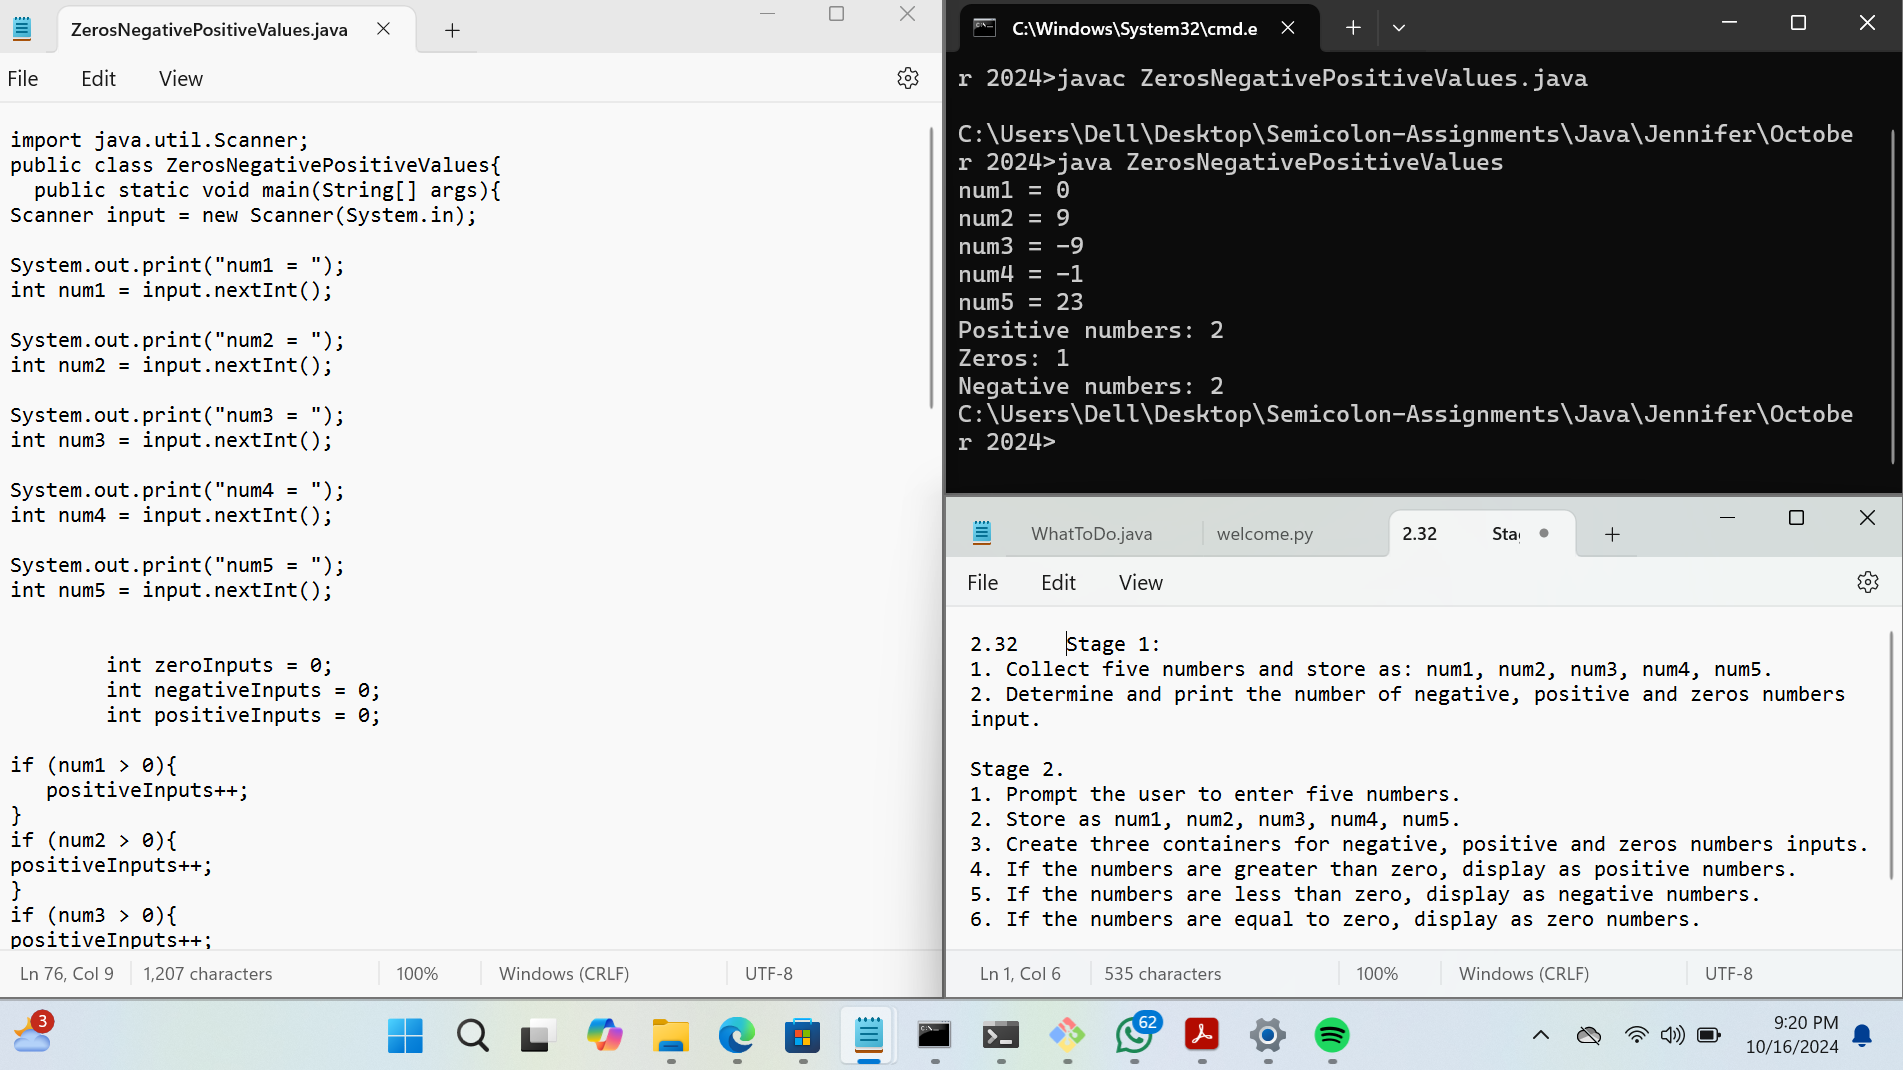 ZerosNegativePositiveValues.java
File Edit View
import java.util.Scanner;
public class ZerosNegativePositiveValues{
public static void main(String[] args){
Scanner input = new Scanner(System.in);
System.out.print("num1 = ");
int num1 = input.nextInt();
System.out.print("num2 = ");
int num2 = input.nextInt();
System.out.print("num3 = ");
int num3 = input.nextInt();
System.out.print("num4 = ");
int num4 = input.nextInt();
System.out.print("num5 = ");
int num5 = input.nextInt();
int zeroInputs = 0;
int negativeInputs = 0;
int positiveInputs = 0;
if (num1 > 0){
positiveInputs++;
}
if (num2 > 0){
positiveInputs++;
}
if (num3 > 0){
positiveInputs++;
Ln 76, Col 9 1,207 characters 100% Windows (CRLF) UTF-8
C:\Windows\System32\cmd.e
r 2024>javac ZerosNegativePositiveValues.java
C:\Users\Dell\Desktop\Semicolon-Assignments\Java\Jennifer\Octobe
r 2024>java ZerosNegativePositiveValues
num1 = 0
num2 = 9
num3 = -9
num4 = -1
num5 = 23
Positive numbers: 2
Zeros: 1
Negative numbers: 2
C:\Users\Dell\Desktop\Semicolon-Assignments\Java\Jennifer\Octobe
r 2024>
WhatToDo.java welcome.py 2.32 Sta
File Edit View
2.32 Stage 1:
1. Collect five numbers and store as: num1, num2, num3, num4, num5.
2. Determine and print the number of negative, positive and zeros numbers
input.
Stage 2.
1. Prompt the user to enter five numbers.
2. Store as num1, num2, num3, num4, num5.
3. Create three containers for negative, positive and zeros numbers inputs.
4. If the numbers are greater than zero, display as positive numbers.
5. If the numbers are less than zero, display as negative numbers.
6. If the numbers are equal to zero, display as zero numbers.
Ln 1, Col 6 535 characters 100% Windows (CRLF) UTF-8
3
62
9:20 PM
10/16/2024